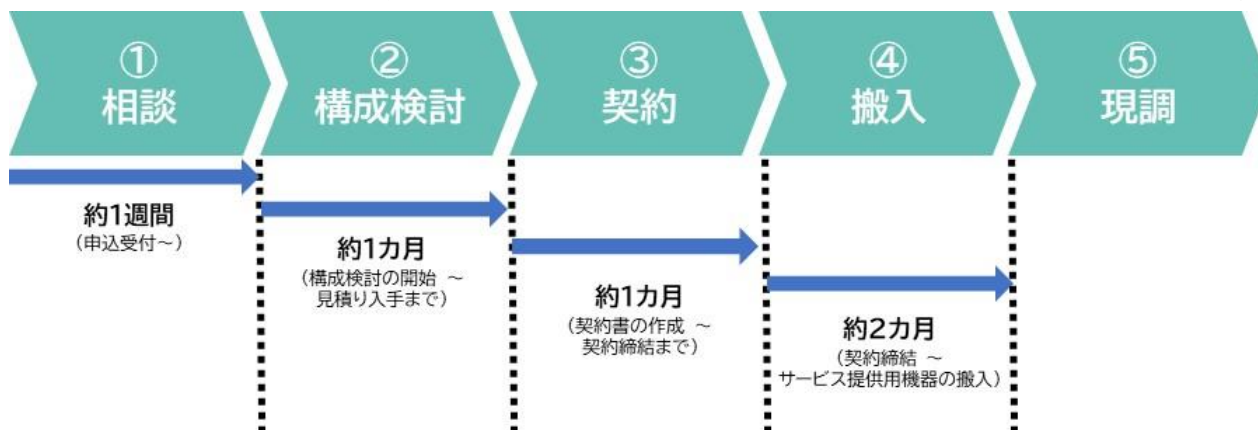 ①
相談
②
構成検討
③
契約
④
搬入
⑤
現調
約1週間
(申込受付~)
約1カ月
(構成検討の開始 ~
見積り入手まで)
約1カ月
(契約書の作成 ~
契約締結まで)
約2カ月
(契約締結 ~
サービス提供用機器の搬入)